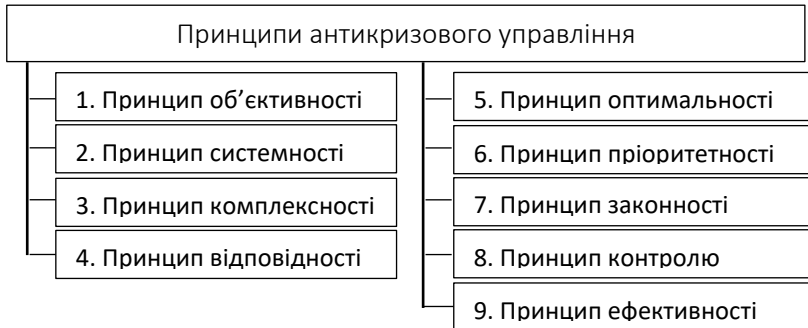 Принципи антикризового управління
1. Принцип об’єктивності
2. Принцип системності
3. Принцип комплексності
4. Принцип відповідності
5. Принцип оптимальності
6. Принцип пріоритетності
7. Принцип законності
8. Принцип контролю
9. Принцип ефективності